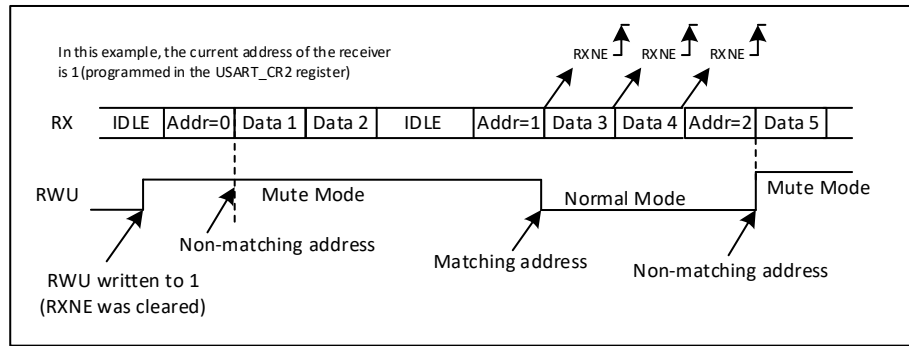 In this example, the current address of the receiver
is 1(programmed in the USART_CR2 register)
RXNE RXNE RXNE
RX IDLE Addr=0 Data 1 Data 2 IDLE Addr=1 Data 3 Data 4 Addr=2 Data 5
RWU Mute Mode Normal Mode Mute Mode
Non-matching address Matching address Non-matching address
RWU written to 1
(RXNE was cleared)